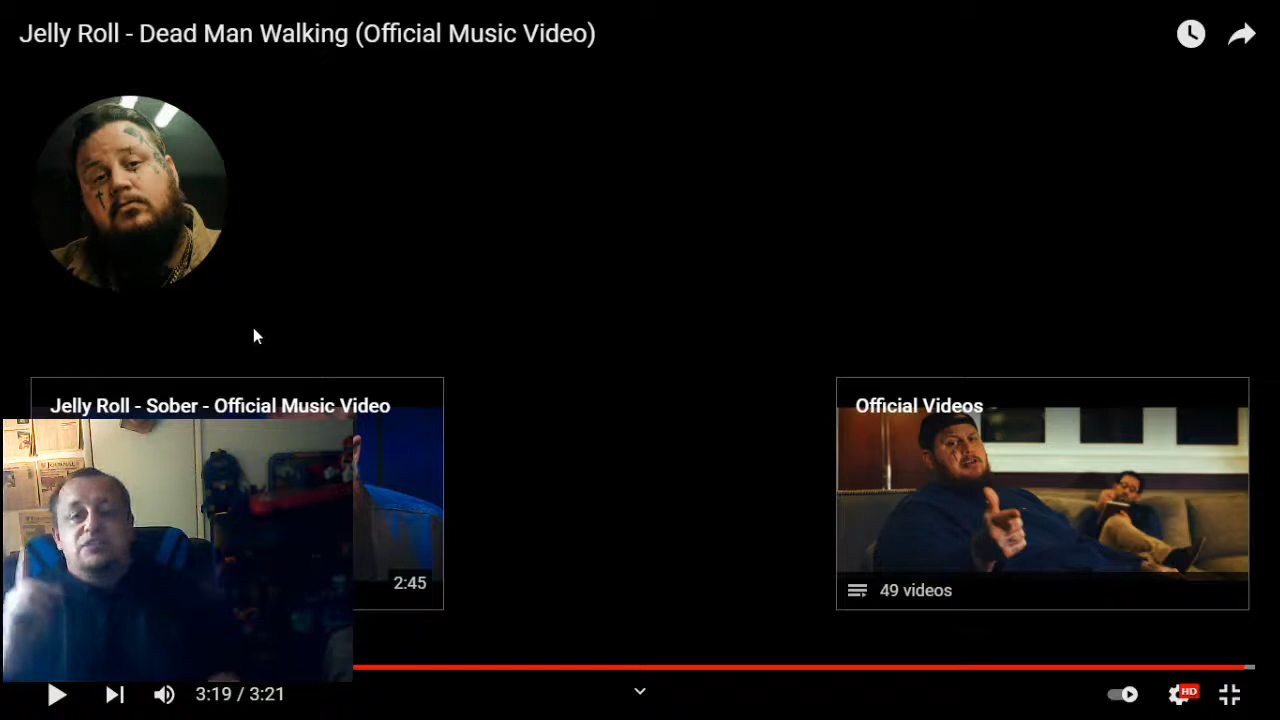 Jelly Roll - Dead Man Walking (Official Music Video)
Jelly Roll - Sober - Official Music Video
Official Videos
JOURNAL
2:45
49 videos
3:19 / 3:21
HD